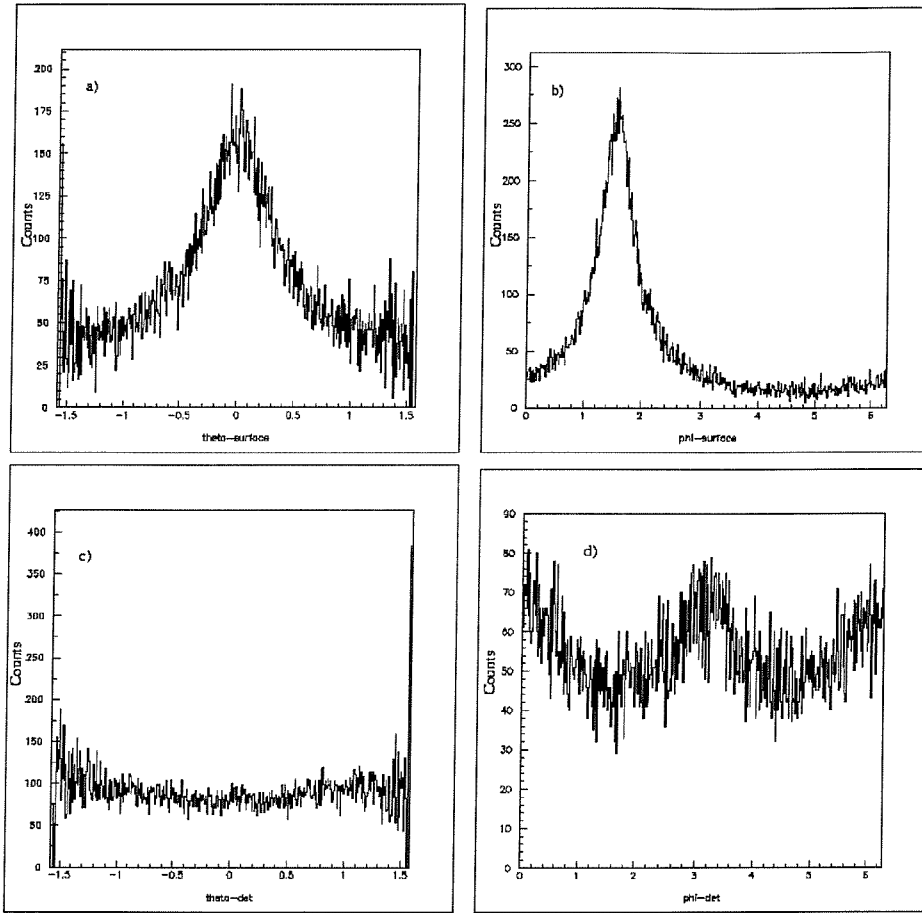 a)
200
175
150
125
100
75
50
25
0
Counts
−1.5 −1 −0.5 0 0.5 1 1.5
theta−surface
b)
300
250
200
150
100
50
0
Counts
0 1 2 3 4 5 6
phi−surface
c)
400
350
300
250
200
150
100
50
0
Counts
−1.5 −1 −0.5 0 0.5 1 1.5
theta−det
d)
90
80
70
60
50
40
30
20
10
0
Counts
0 1 2 3 4 5 6
phi−det